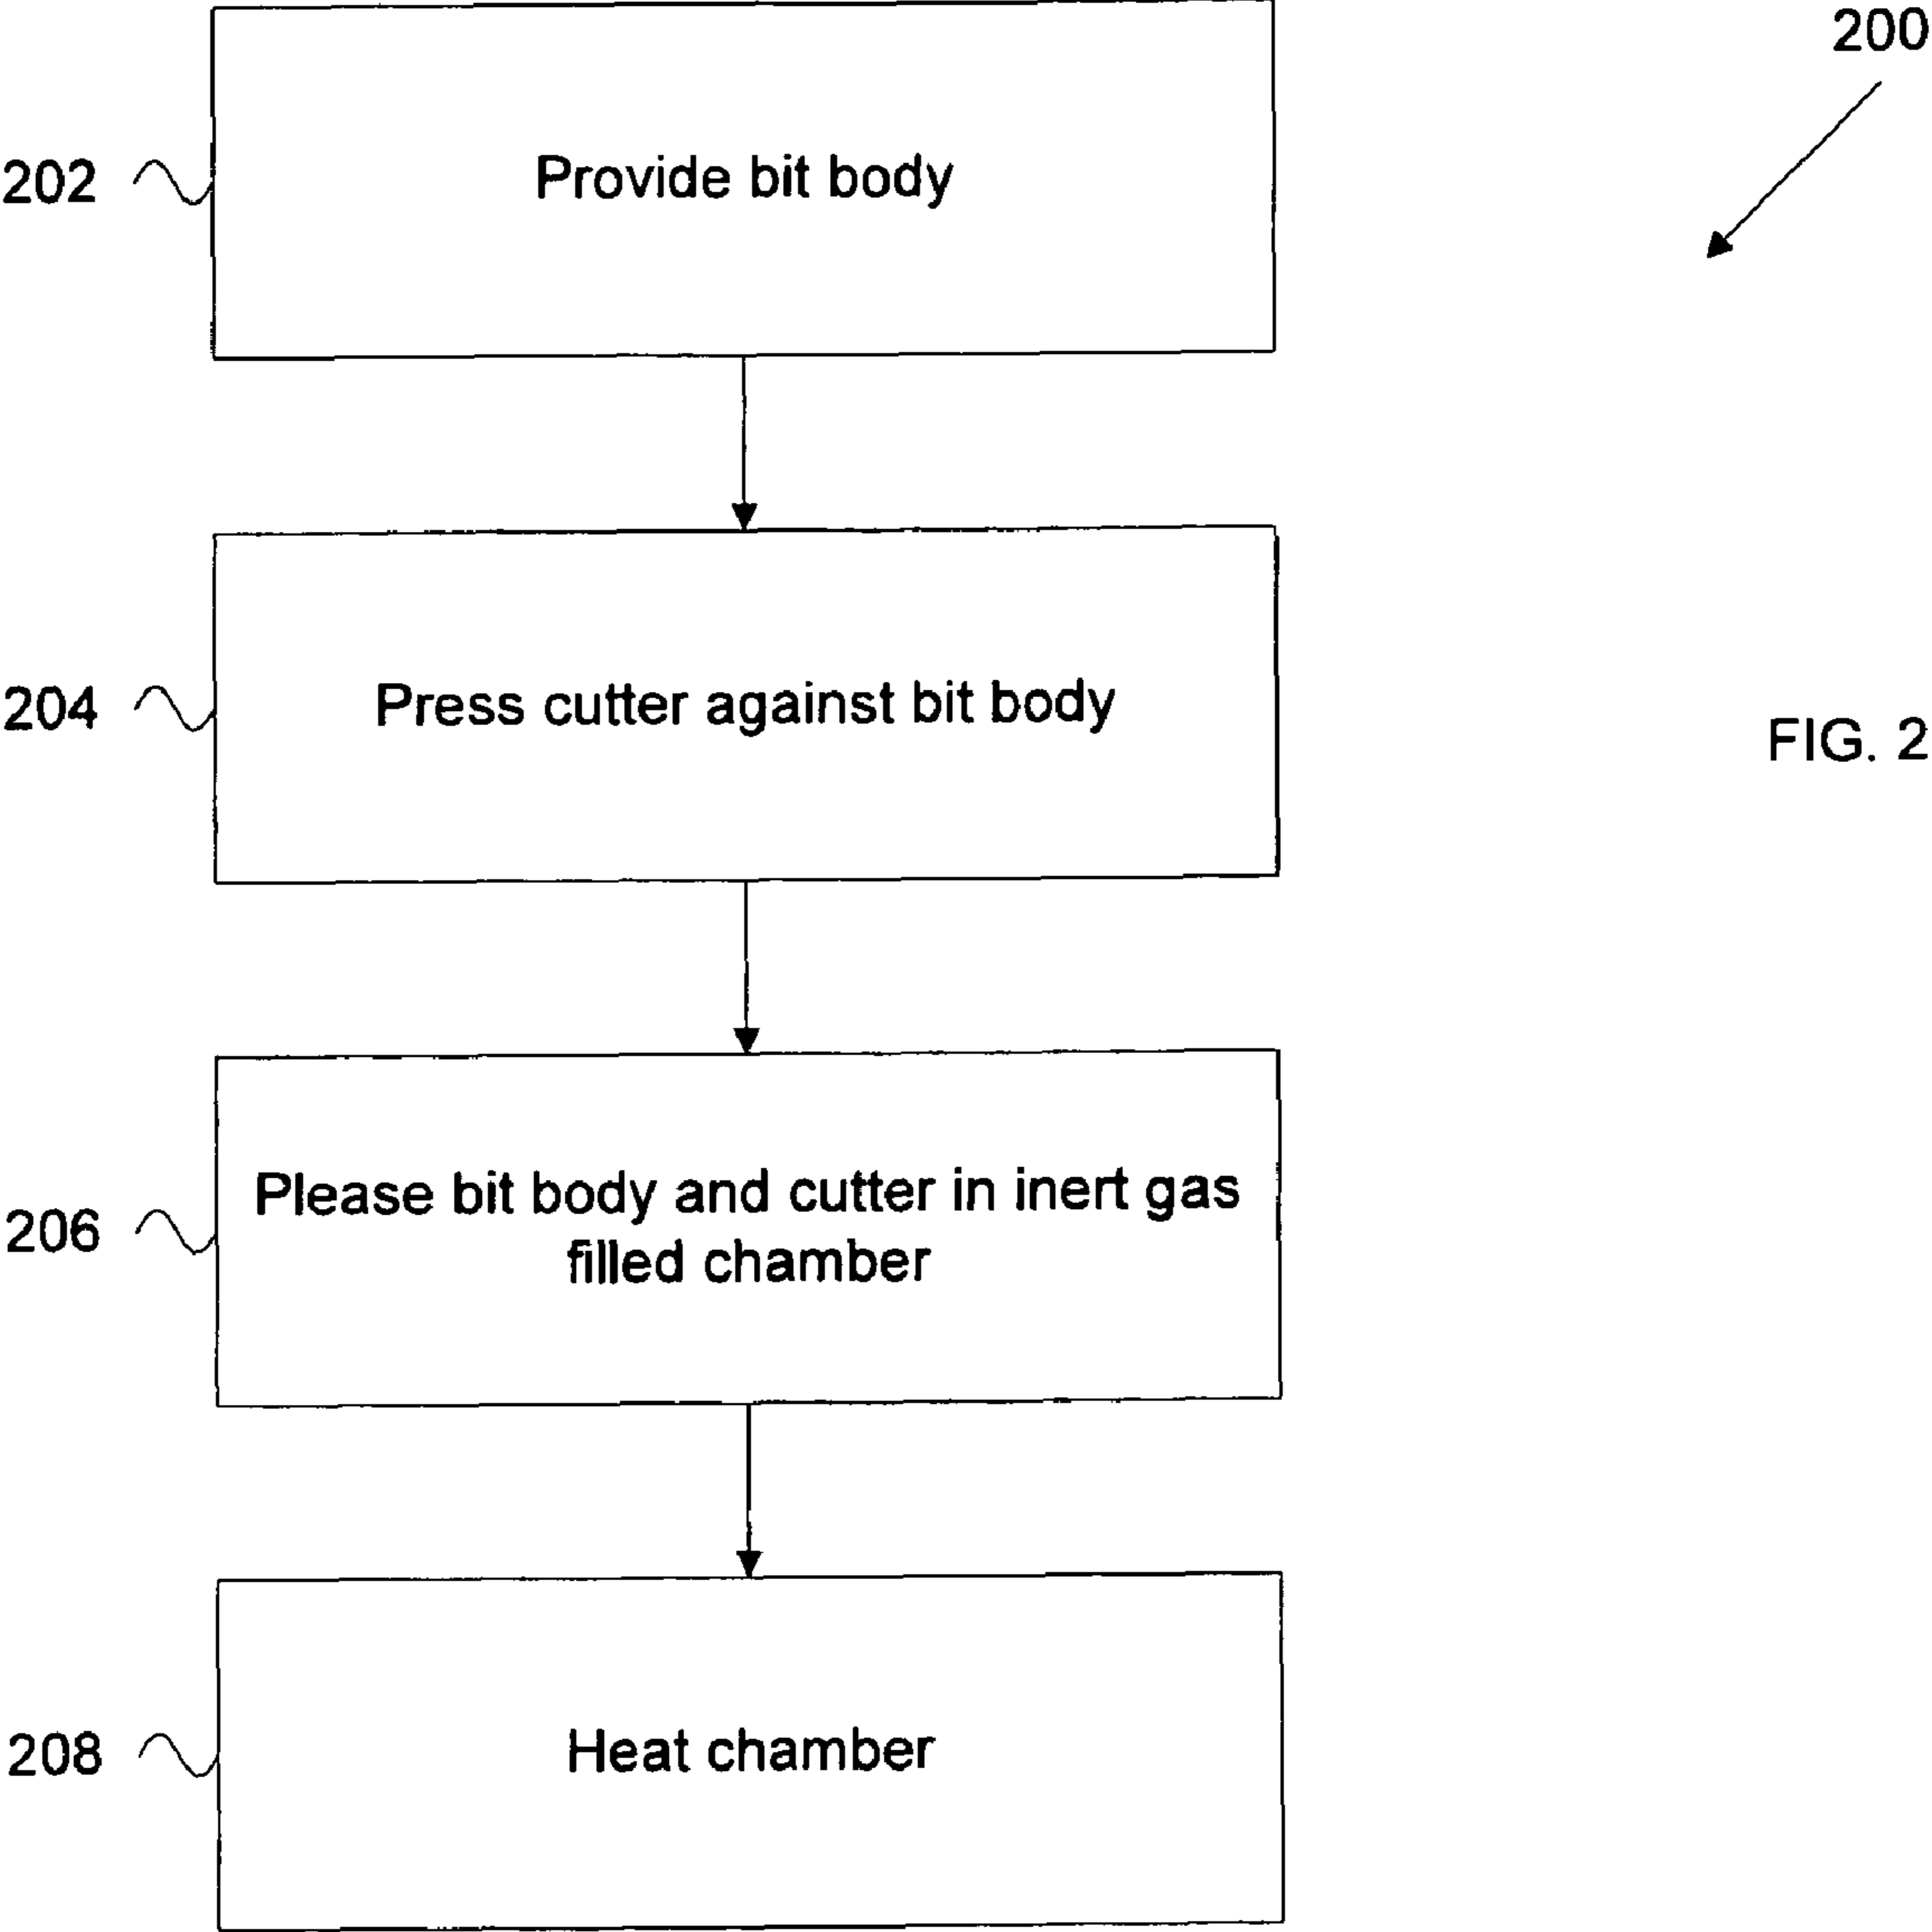 200
202
Provide bit body
204
Press cutter against bit body
FIG. 2
206
Please bit body and cutter in inert gas
filled chamber
208
Heat chamber